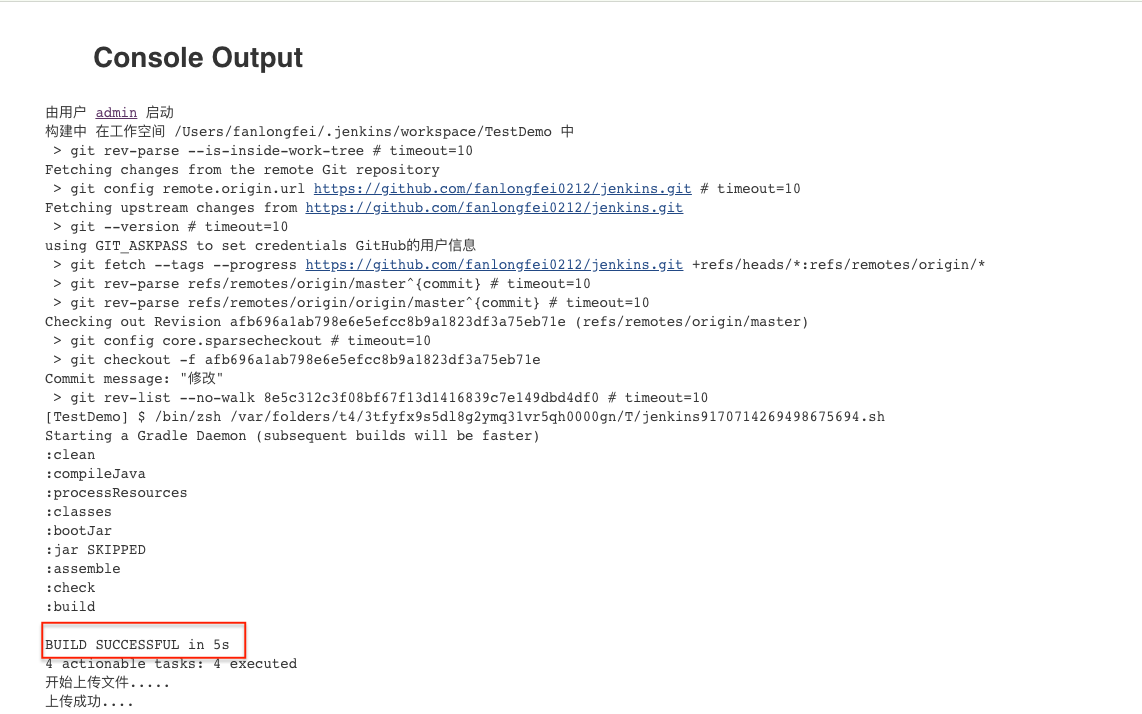 Console Output
由用户 admin 启动
构建中 在工作空间 /Users/fanlongfei/.jenkins/workspace/TestDemo 中
> git rev-parse --is-inside-work-tree # timeout=10
Fetching changes from the remote Git repository
> git config remote.origin.url https://github.com/fanlongfei0212/jenkins.git # timeout=10
Fetching upstream changes from https://github.com/fanlongfei0212/jenkins.git
> git --version # timeout=10
using GIT_ASKPASS to set credentials GitHub的用户信息
> git fetch --tags --progress https://github.com/fanlongfei0212/jenkins.git +refs/heads/*:refs/remotes/origin/*
> git rev-parse refs/remotes/origin/master^{commit} # timeout=10
> git rev-parse refs/remotes/origin/origin/master^{commit} # timeout=10
Checking out Revision afb696a1ab798e6e5efcc8b9a1823df3a75eb71e (refs/remotes/origin/master)
> git config core.sparsecheckout # timeout=10
> git checkout -f afb696a1ab798e6e5efcc8b9a1823df3a75eb71e
Commit message: "修改"
> git rev-list --no-walk 8e5c312c3f08bf67f13d1416839c7e149dbd4df0 # timeout=10
[TestDemo] $ /bin/zsh /var/folders/t4/3tfyfx9s5dl8g2ymq31vr5qh0000gn/T/jenkins9170714269498675694.sh
Starting a Gradle Daemon (subsequent builds will be faster)
:clean
:compileJava
:processResources
:classes
:bootJar
:jar SKIPPED
:assemble
:check
:build
BUILD SUCCESSFUL in 5s
4 actionable tasks: 4 executed
开始上传文件.....
上传成功....